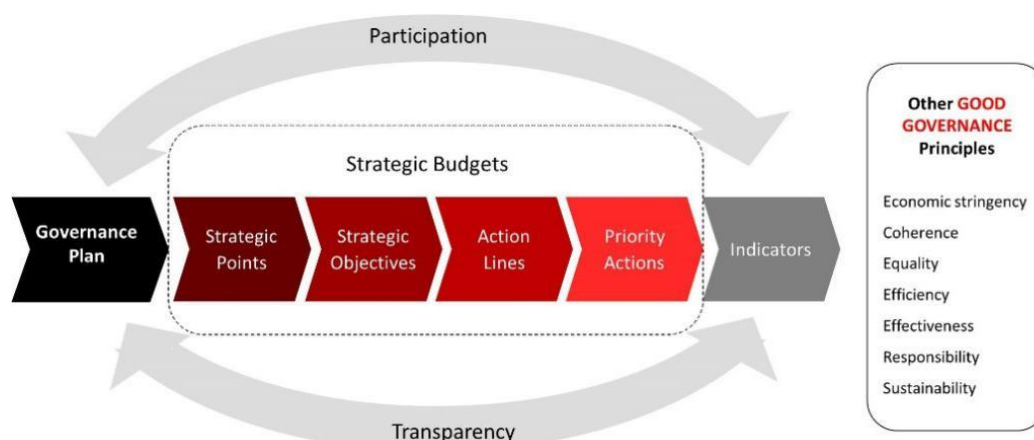 Participation
Strategic Budgets
Governance
Plan
Strategic
Points
Strategic
Objectives
Action
Lines
Priority
Actions
Indicators
Transparency
Other GOOD
GOVERNANCE
Principles
Economic stringency
Coherence
Equality
Efficiency
Effectiveness
Responsibility
Sustainability